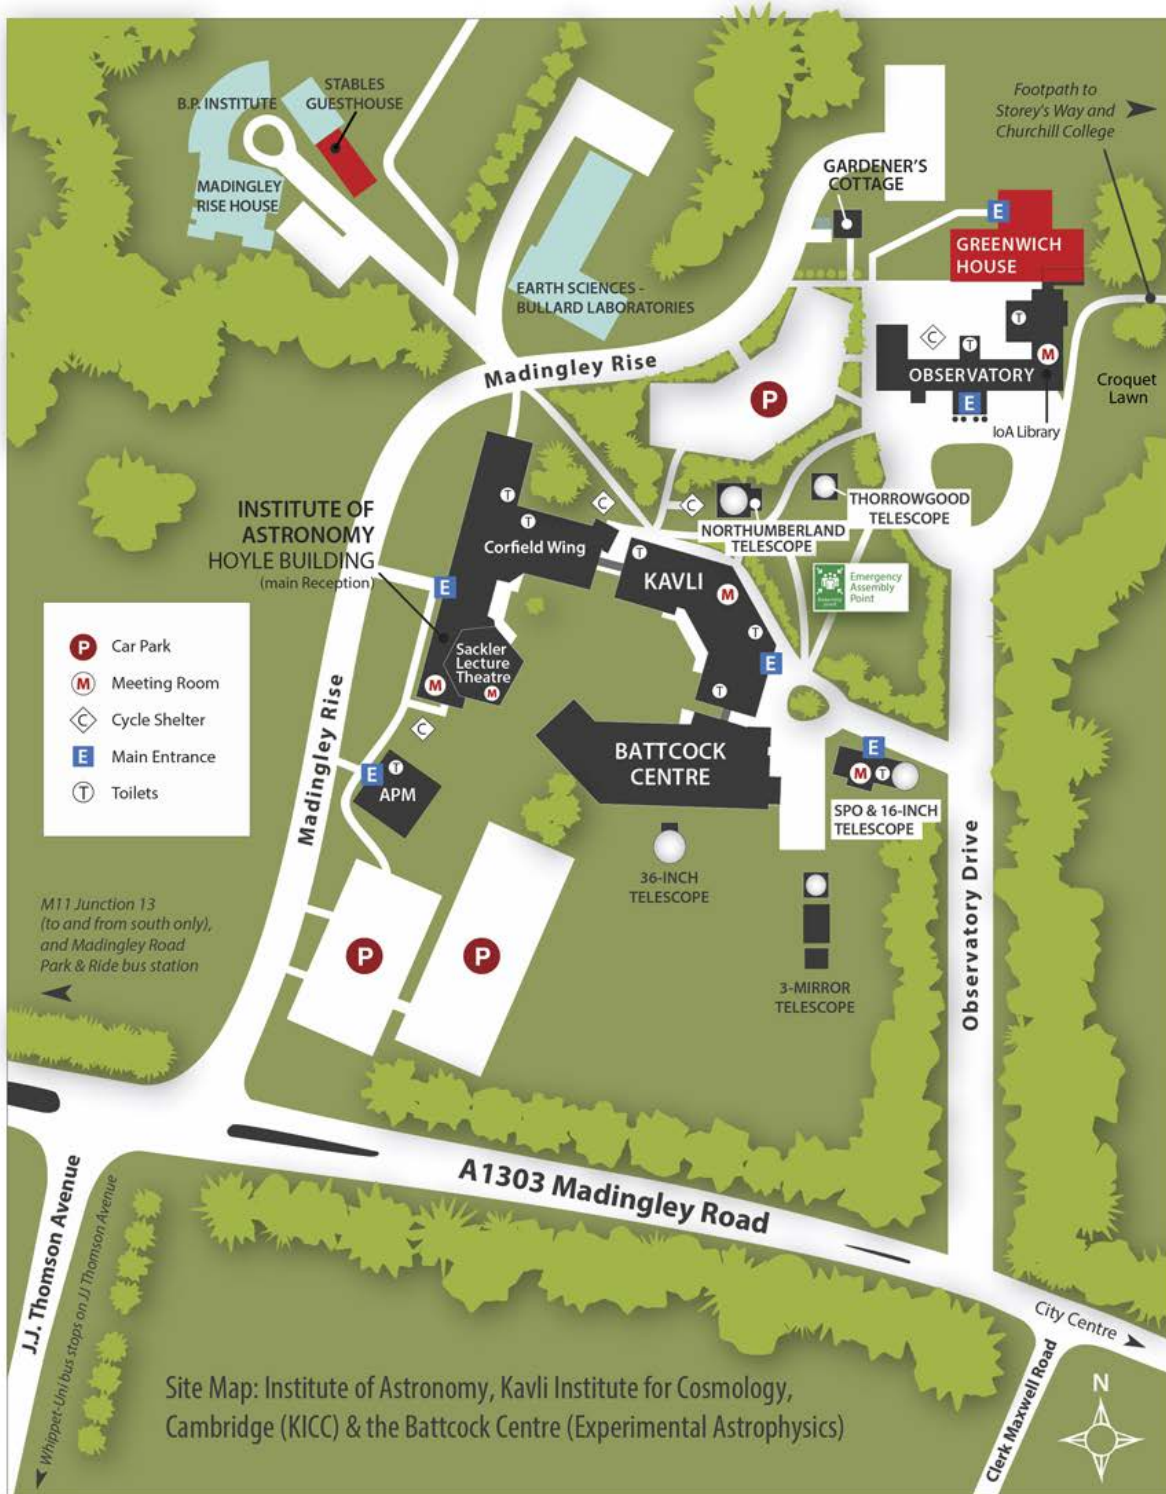 B.P. INSTITUTE
STABLES
GUESTHOUSE
MADINGLEY
RISE HOUSE
EARTH SCIENCES -
BULLARD LABORATORIES
GARDENER'S
COTTAGE
Footpath to
Storey's Way and
Churchill College
E
GREENWICH
HOUSE
T
C
T
M
OBSERVATORY
E
IoA Library
Croquet
Lawn
Madingley Rise
P
INSTITUTE OF
ASTRONOMY
HOYLE BUILDING
(main Reception)
T
T
Corfield Wing
C
C
NORTHUMBERLAND
TELESCOPE
THORROWGOOD
TELESCOPE
Emergency
Assembly
Point
T
KAVLI
M
T
E
T
E
Sackler
Lecture
Theatre
M
M
C
P Car Park
M Meeting Room
C Cycle Shelter
E Main Entrance
T Toilets
Madingley Rise
E
T
APM
BATTCOCK
CENTRE
E
M
T
SPO & 16-INCH
TELESCOPE
36-INCH
TELESCOPE
3-MIRROR
TELESCOPE
Observatory Drive
M11 Junction 13
(to and from south only),
and Madingley Road
Park & Ride bus station
P
P
A1303 Madingley Road
J.J. Thomson Avenue
Whippet-Uni bus stops on JJ Thomson Avenue
City Centre
Clerk Maxwell Road
N
Site Map: Institute of Astronomy, Kavli Institute for Cosmology,
Cambridge (KICC) & the Battcock Centre (Experimental Astrophysics)